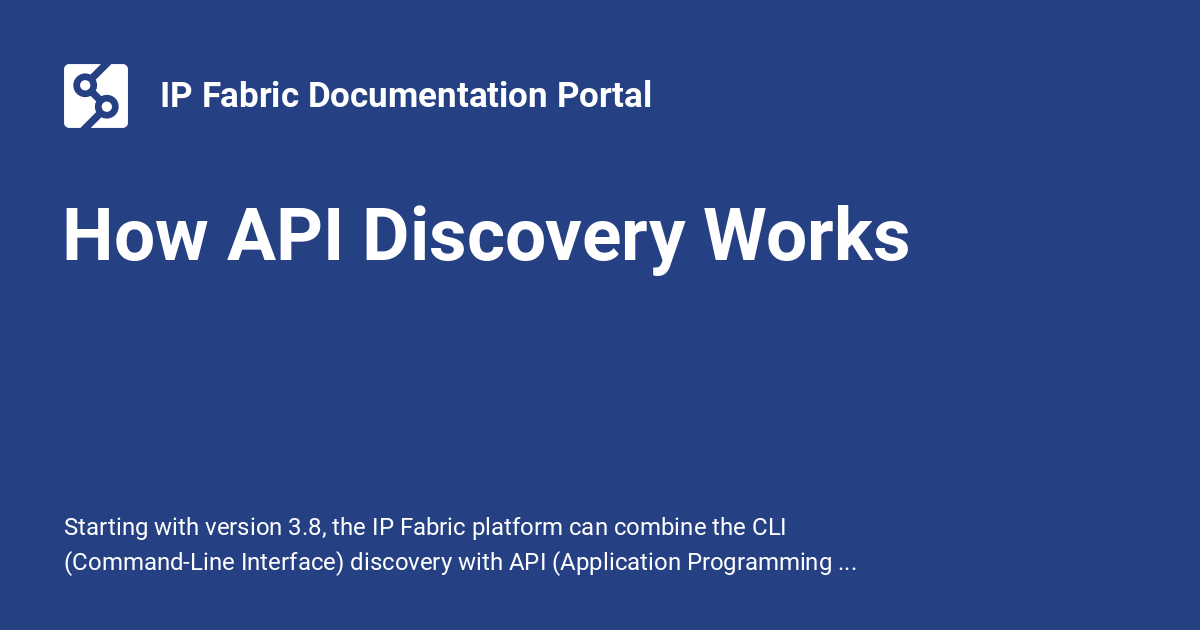 IP Fabric Documentation Portal
How API Discovery Works
Starting with version 3.8, the IP Fabric platform can combine the CLI
(Command-Line Interface) discovery with API (Application Programming ...